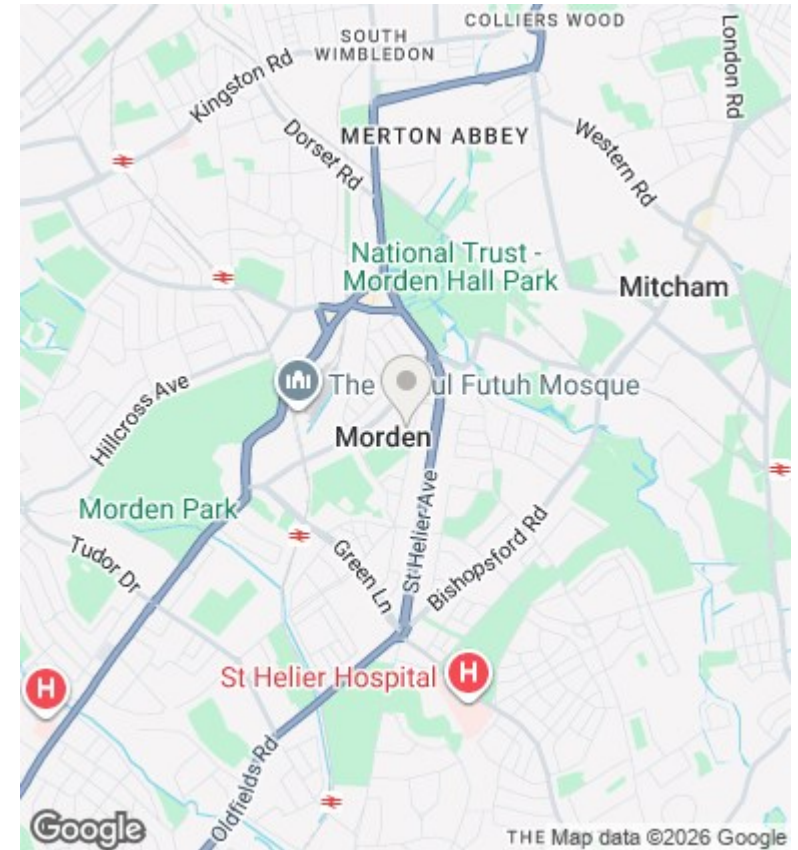 COLLIERS WOOD
SOUTH
WIMBLEDON
London Rd
Kingston Rd
MERTON ABBEY
Western Rd
Dorset Rd
National Trust -
Morden Hall Park
Mitcham
The ul Futuh Mosque
Hillcross Ave
Morden
Morden Park
St Helier Ave
Bishopsford Rd
Tudor Dr
Green Ln
H
St Helier Hospital H
Oldfields Rd
Google
THE Map data ©2026 Google